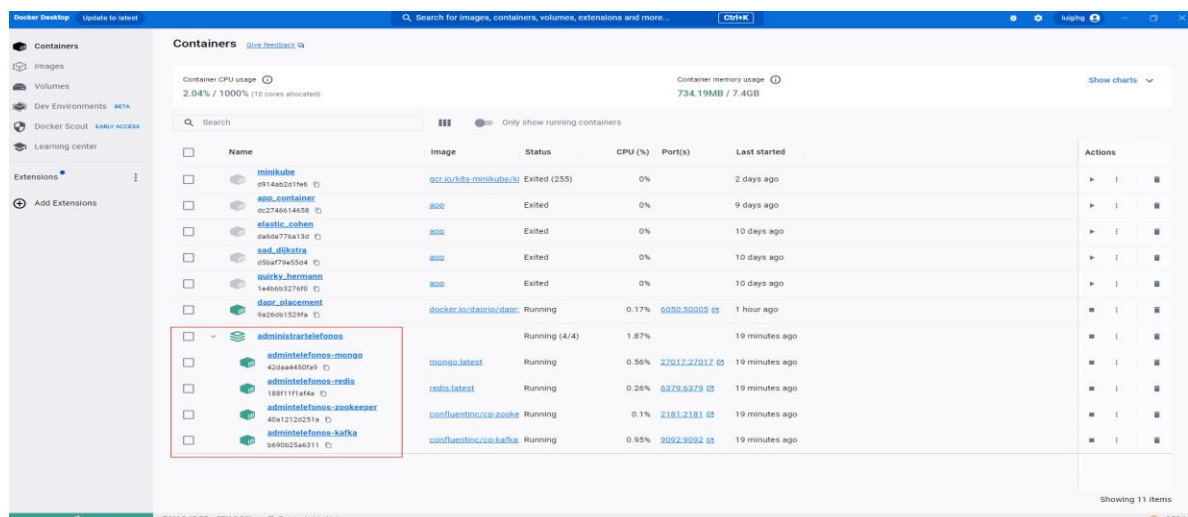 Docker Desktop Update to latest Search for images, containers, volumes, extensions and more... Ctrl+K luigihg
Containers
Images
Volumes
Dev Environments BETA
Docker Scout EARLY ACCESS
Learning center
Extensions
Add Extensions
Containers Give feedback
Container CPU usage
2.04% / 1000% (10 cores allocated)
Container memory usage
734.19MB / 7.4GB
Show charts
Search Only show running containers
Name Image Status CPU (%) Port(s) Last started Actions
minikube gcr.io/k8s-minikube/ki Exited (255) 0% 2 days ago
d914ab2d1fe6
app_container app Exited 0% 9 days ago
dc2746614658
elastic_cohen app Exited 0% 10 days ago
da6de776a13d
sad_dijkstra app Exited 0% 10 days ago
d5baf79e55d4
quirky_hermann app Exited 0% 10 days ago
1e4b6b3276f0
dapr_placement docker.io/daprio/dapr: Running 0.17% 6050:50005 1 hour ago
9a26db1529fa
administrartelefonos Running (4/4) 1.87% 19 minutes ago
admintelefonos-mongo mongo:latest Running 0.56% 27017:27017 19 minutes ago
42daa4450fa9
admintelefonos-redis redis:latest Running 0.26% 6379:6379 19 minutes ago
188f11f1af4a
admintelefonos-zookeeper confluentinc/cp-zooke Running 0.1% 2181:2181 19 minutes ago
40a1212d251a
admintelefonos-kafka confluentinc/cp-kafka: Running 0.95% 9092:9092 19 minutes ago
b690b25a6311
Showing 11 items